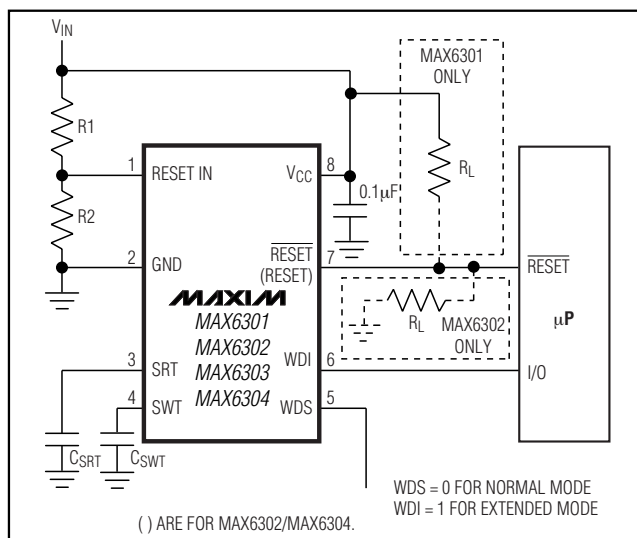 VIN
MAX6301
ONLY
R1
RL
1
RESET IN
VCC
8
0.1μF
R2
2
GND
RESET
(RESET)
7
RESET
MAXIM
MAX6301
MAX6302
MAX6303
MAX6304
RL
MAX6302
ONLY
μP
3
SRT
WDI
6
I/O
4
SWT
WDS
5
CSRT
CSWT
WDS = 0 FOR NORMAL MODE
WDI = 1 FOR EXTENDED MODE
( ) ARE FOR MAX6302/MAX6304.